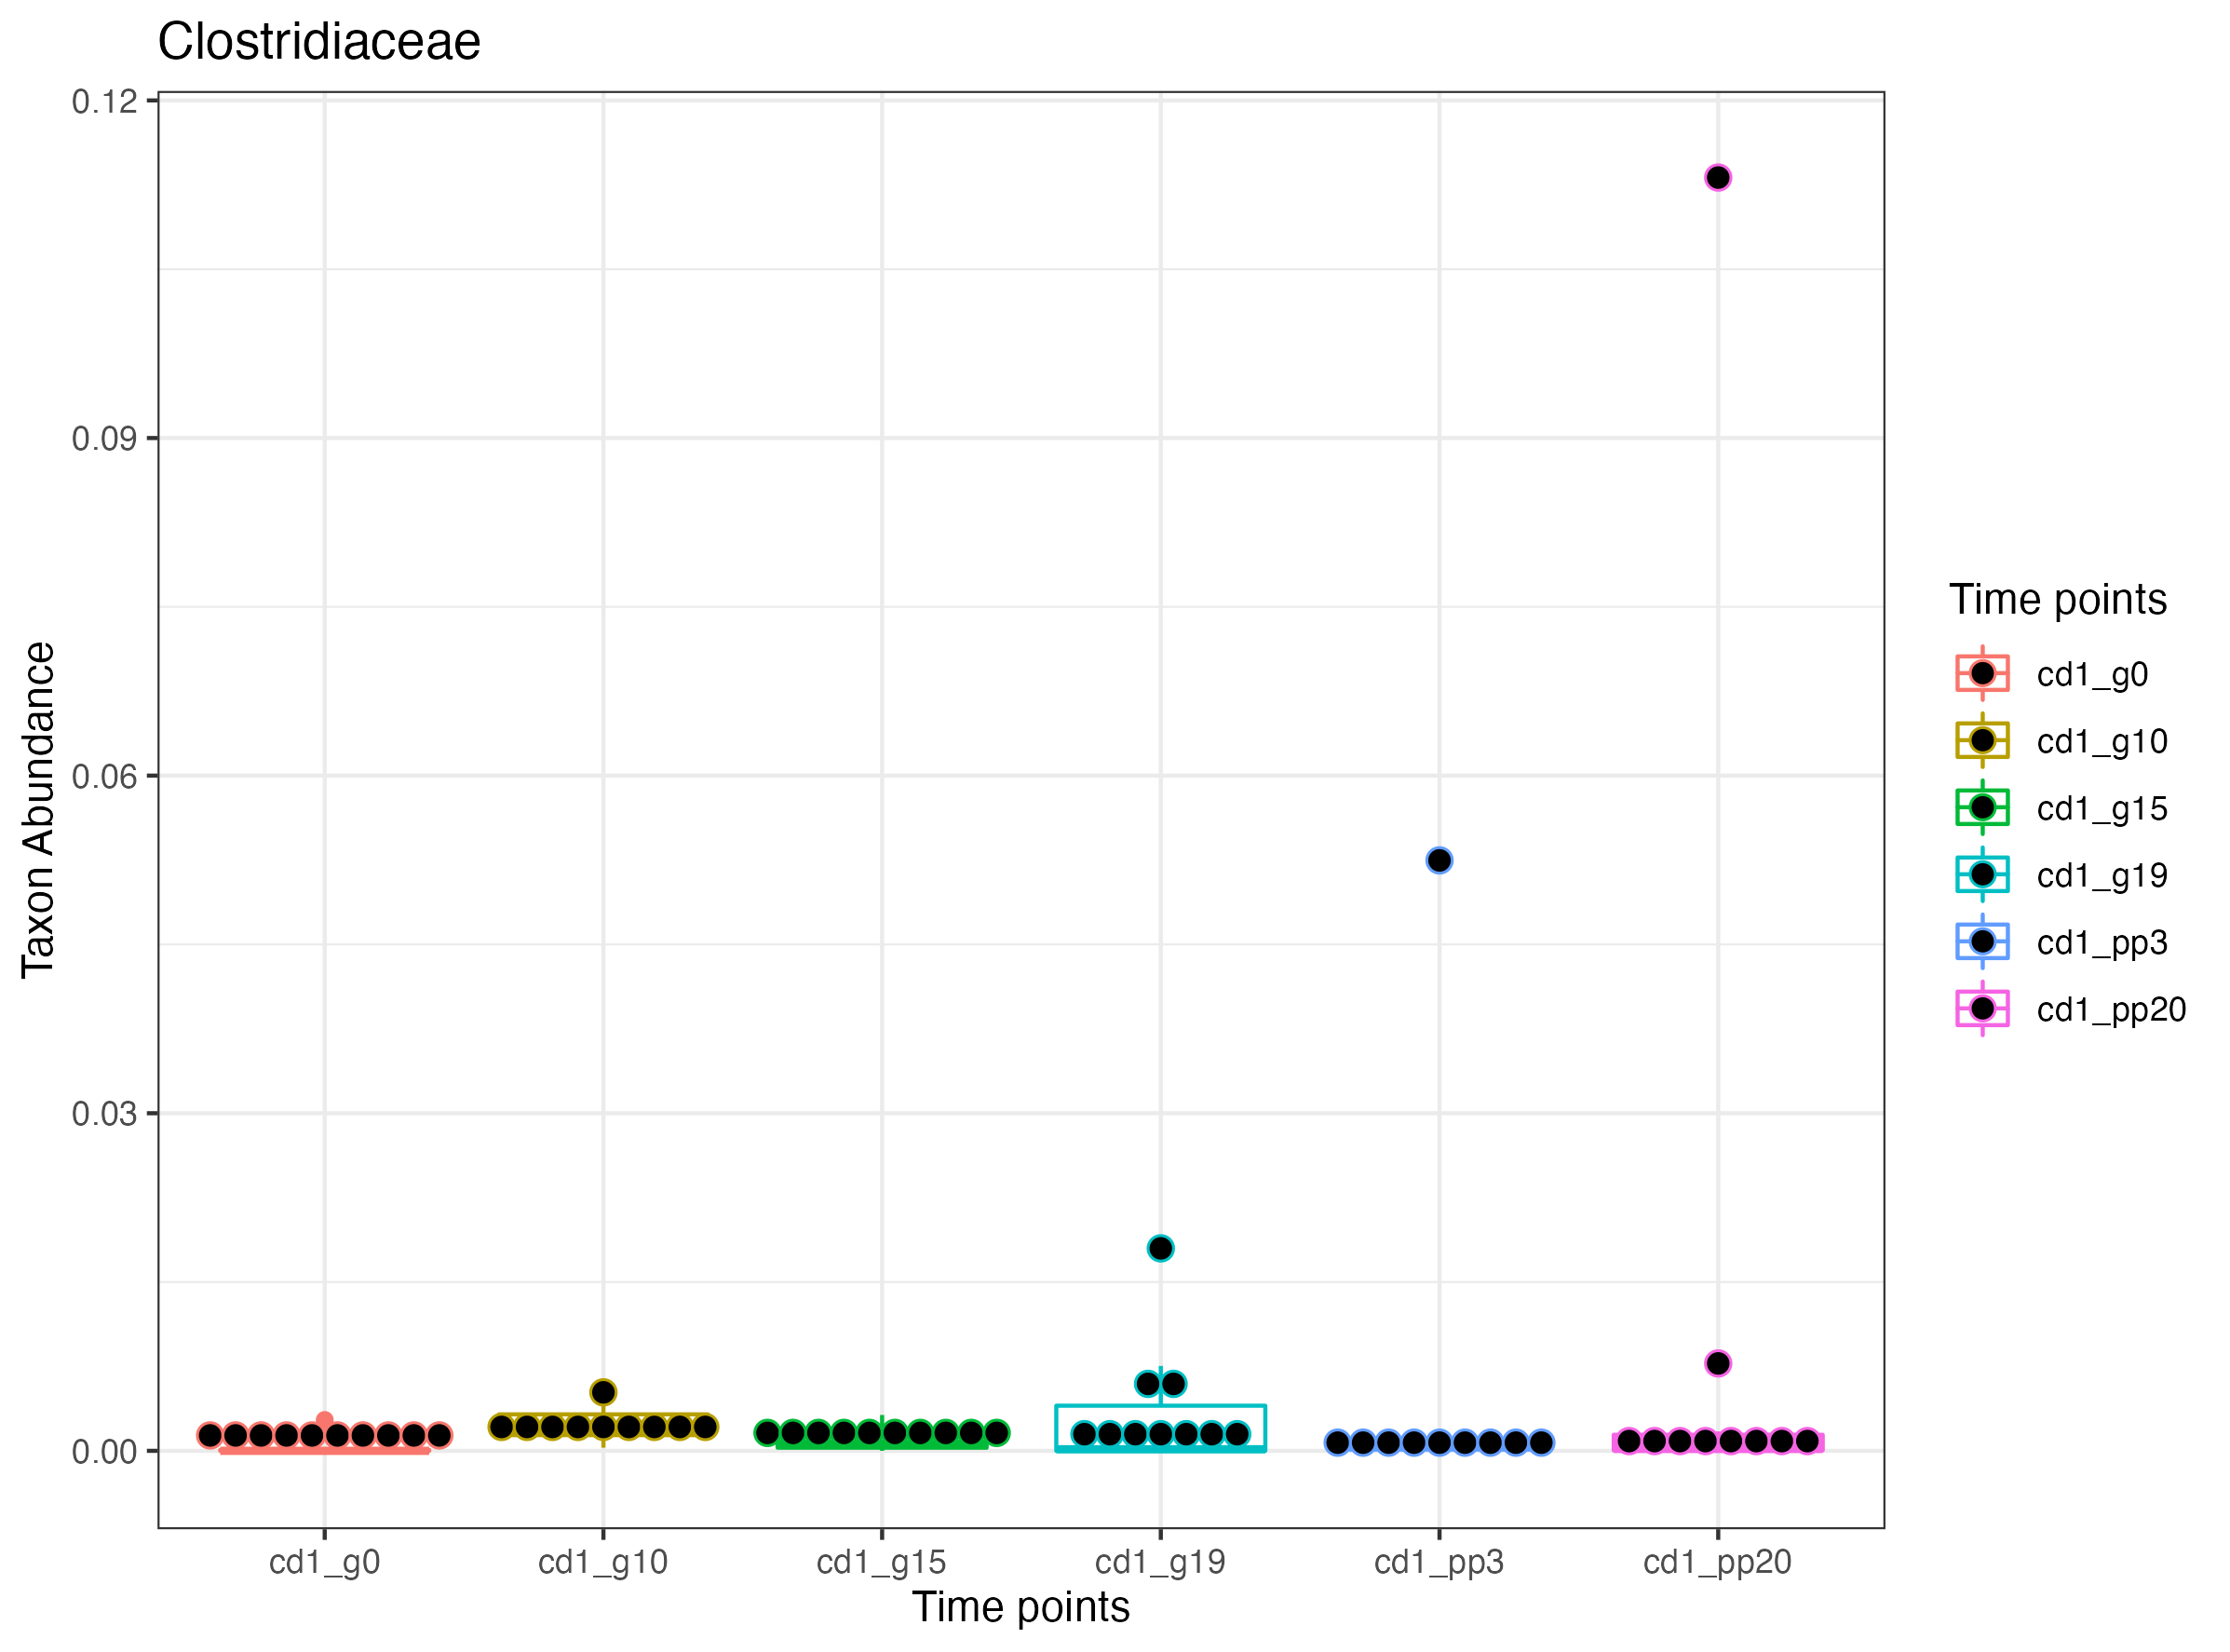 Clostridiaceae
0.12
0.09
0.06
0.03
0.00
Taxon Abundance
cd1_g0
cd1_g10
cd1_g15
cd1_g19
cd1_pp3
cd1_pp20
Time points
Time points
cd1_g0
cd1_g10
cd1_g15
cd1_g19
cd1_pp3
cd1_pp20